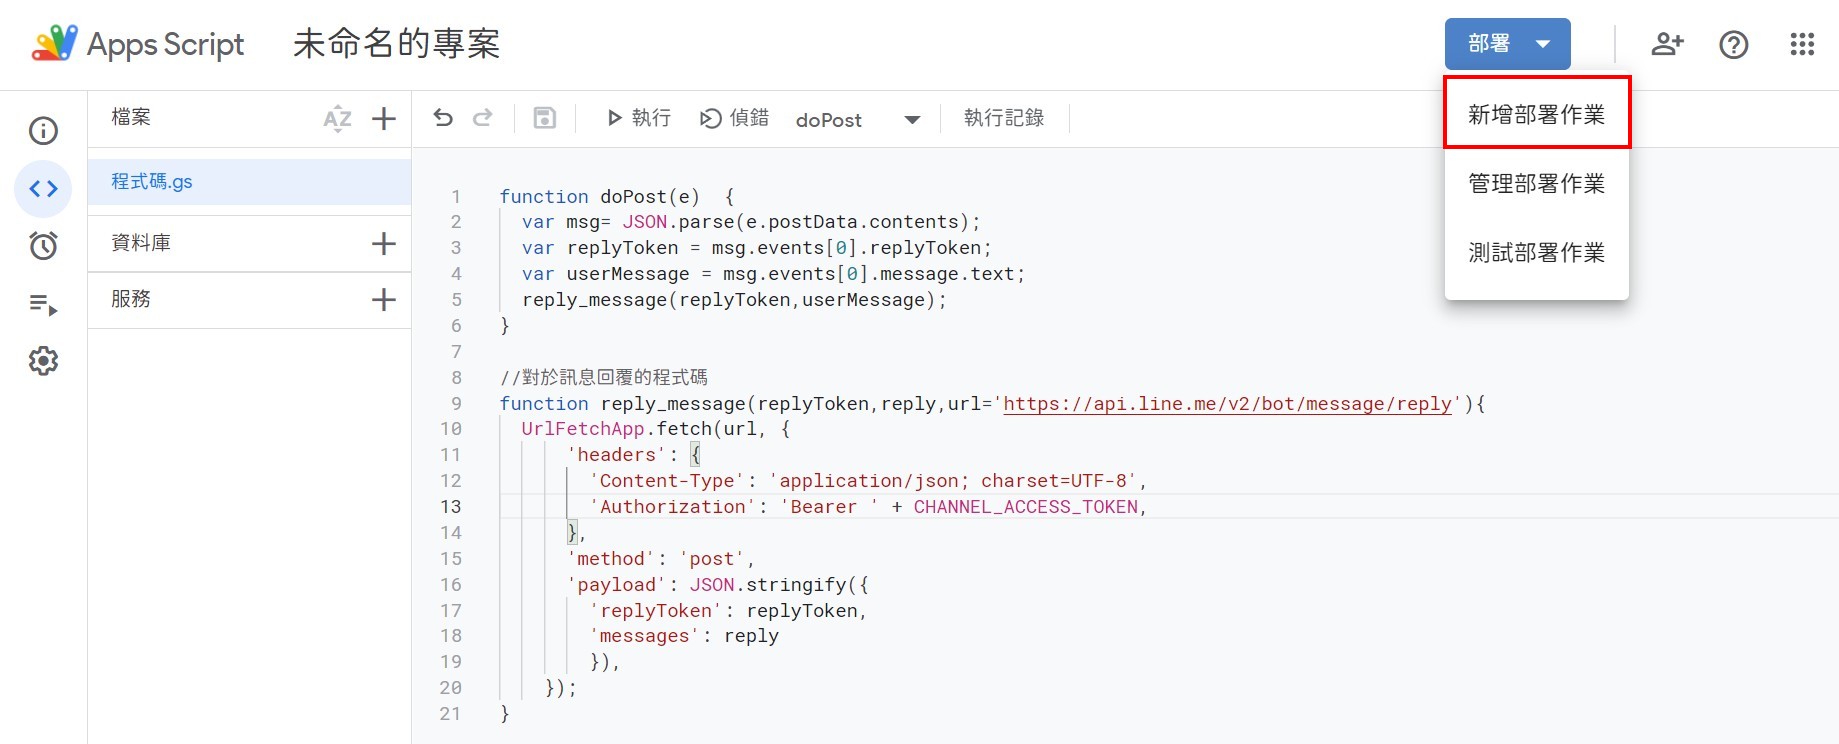 Apps Script 未命名的專案 部署
檔案 AZ
執行 偵錯 doPost 執行記錄
新增部署作業
管理部署作業
測試部署作業
程式碼.gs
資料庫
服務
1 function doPost(e)  {
2 var msg= JSON.parse(e.postData.contents);
3 var replyToken = msg.events[0].replyToken;
4 var userMessage = msg.events[0].message.text;
5 reply_message(replyToken,userMessage);
6 }
7
8 //對於訊息回覆的程式碼
9 function reply_message(replyToken,reply,url='https://api.line.me/v2/bot/message/reply'){
10 UrlFetchApp.fetch(url, {
11 'headers': {
12 'Content-Type': 'application/json; charset=UTF-8',
13 'Authorization': 'Bearer ' + CHANNEL_ACCESS_TOKEN,
14 },
15 'method': 'post',
16 'payload': JSON.stringify({
17 'replyToken': replyToken,
18 'messages': reply
19 }),
20 });
21 }